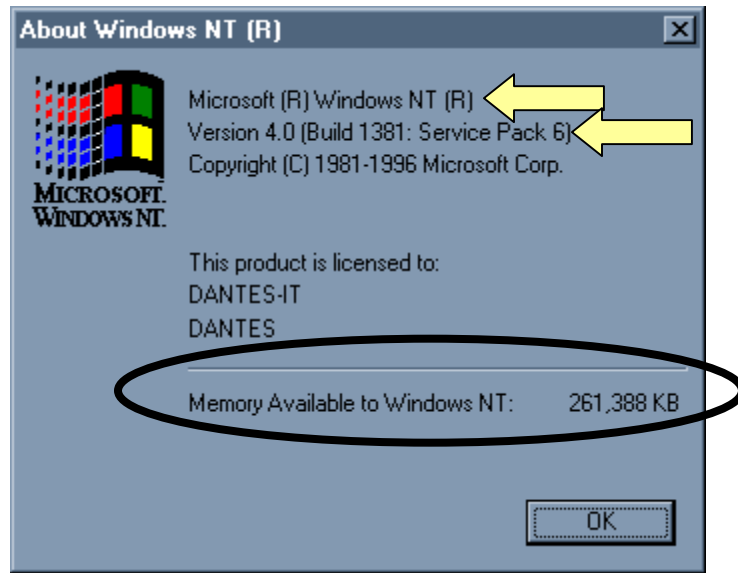 About Windows NT (R)
Microsoft (R) Windows NT (R)
Version 4.0 (Build 1381: Service Pack 6)
Copyright (C) 1981-1996 Microsoft Corp.
MICROSOFT.
WINDOWS NT.
This product is licensed to:
DANTES-IT
DANTES
Memory Available to Windows NT: 261,388 KB
OK